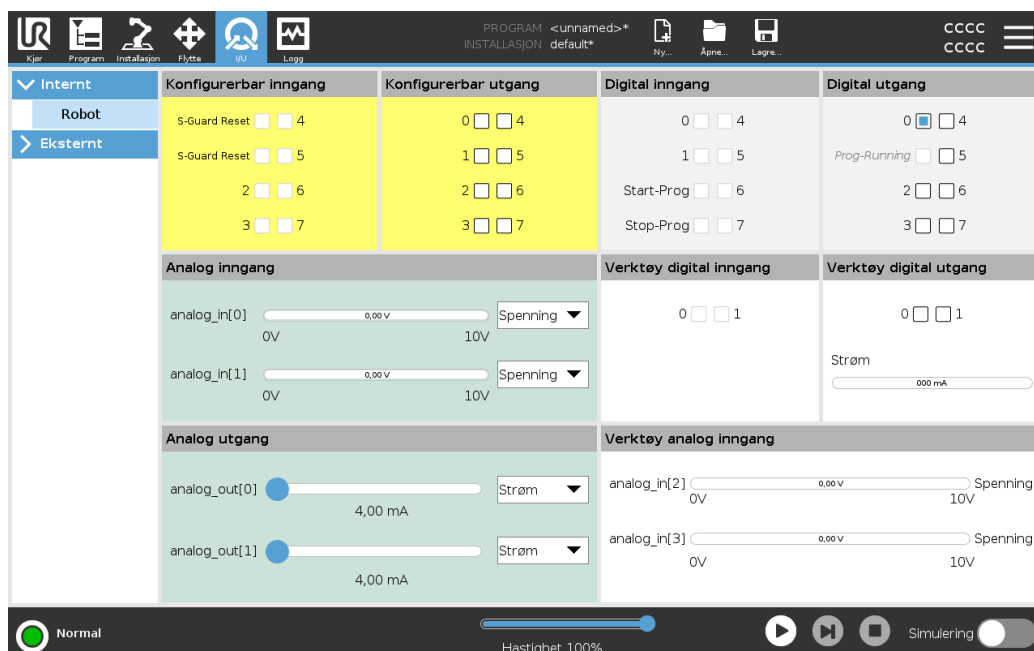 PROGRAM <unnamed>*
INSTALLASJON default*
UR
Kjør
Program
Installasjon
Flytte
I/U
Logg
Ny...
Åpne...
Lagre...
CCCC
CCCC
Internt
Robot
Eksternt
Konfigurerbar inngang
S-Guard Reset 4
S-Guard Reset 5
2 6
3 7
Konfigurerbar utgang
0 4
1 5
2 6
3 7
Digital inngang
0 4
1 5
Start-Prog 6
Stop-Prog 7
Digital utgang
0 4
Prog-Running 5
2 6
3 7
Analog inngang
analog_in[0] 0,00 V Spenning
0V 10V
analog_in[1] 0,00 V Spenning
0V 10V
Verktøy digital inngang
0 1
Verktøy digital utgang
0 1
Strøm
000 mA
Analog utgang
analog_out[0] Strøm
4,00 mA
analog_out[1] Strøm
4,00 mA
Verktøy analog inngang
analog_in[2] 0,00 V Spenning
0V 10V
analog_in[3] 0,00 V Spenning
0V 10V
Normal
Hastighet 100%
Simulering